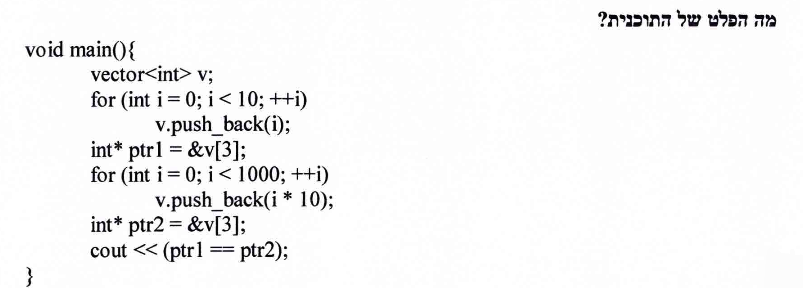 מה הפלט של התוכנית?
void main(){
vector<int> v;
for (int i = 0; i < 10; ++i)
v.push_back(i);
int* ptr1 = &v[3];
for (int i = 0; i < 1000; ++i)
v.push_back(i * 10);
int* ptr2 = &v[3];
cout << (ptr1 == ptr2);
}